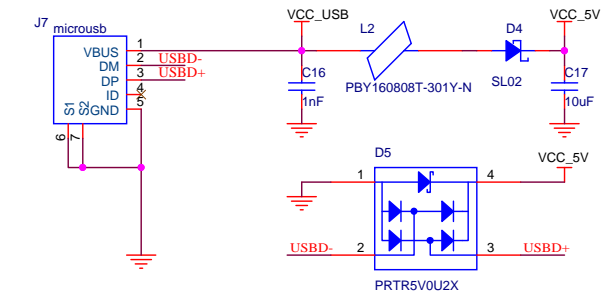 J7
microusb
VBUS 1
DM 2 USBD-
DP 3 USBD+
ID 4
GND 5
S1 S2
6 7
VCC_USB
C16
1nF
L2
PBY160808T-301Y-N
D4
SL02
VCC_5V
C17
10uF
D5
VCC_5V
1 4
USBD- 2 3 USBD+
PRTR5V0U2X